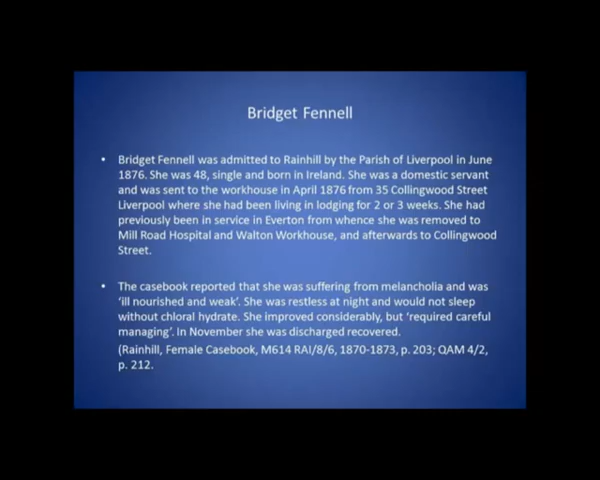 Bridget Fennell
• Bridget Fennell was admitted to Rainhill by the Parish of Liverpool in June
1876. She was 48, single and born in Ireland. She was a domestic servant
and was sent to the workhouse in April 1876 from 35 Collingwood Street
Liverpool where she had been living in lodging for 2 or 3 weeks. She had
previously been in service in Everton from whence she was removed to
Mill Road Hospital and Walton Workhouse, and afterwards to Collingwood
Street.
• The casebook reported that she was suffering from melancholia and was
'ill nourished and weak'. She was restless at night and would not sleep
without chloral hydrate. She improved considerably, but 'required careful
managing'. In November she was discharged recovered.
(Rainhill, Female Casebook, M614 RAI/8/6, 1870-1873, p. 203; QAM 4/2,
p. 212.